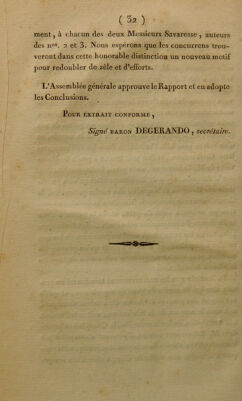 ( 32 )
ment, à chacun des deux Messieurs Savaresse, auteurs
des nos. 2 et 3. Nous espérons que les concurrens trou-
veront dans cette honorable distinction un nouveau motif
pour redoubler de zèle et d'efforts.
L'Assemblée générale approuve le Rapport et en adopte
les Conclusions.
POUR EXTRAIT CONFORME,
Signé BARON DEGERANDO, secrétaire.